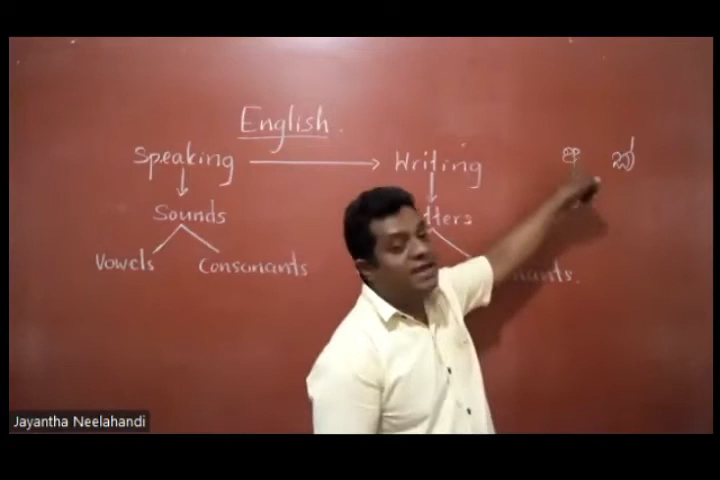 English.
Speaking → Writing
අ ක්
Sounds
Vowels Consonants
Jayantha Neelahandi